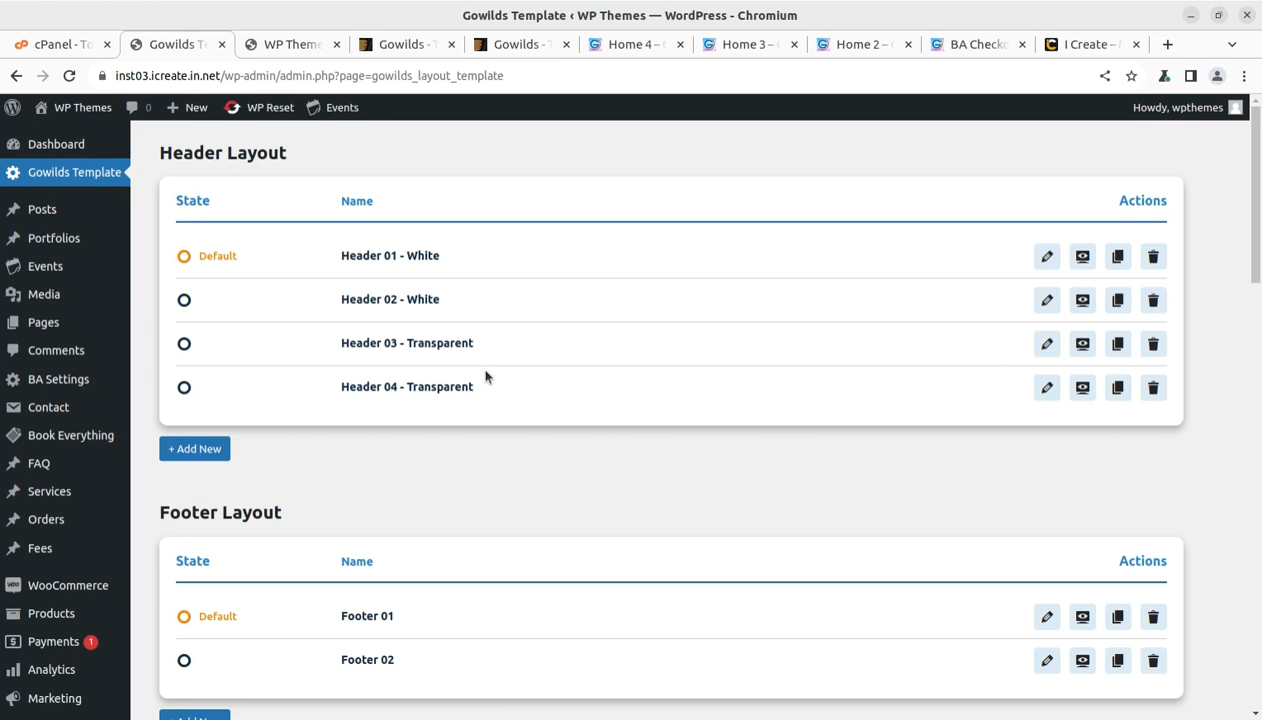 Gowilds Template ‹ WP Themes — WordPress - Chromium
cPanel - To
Gowilds Te
WP Theme
Gowilds -
Gowilds -
Home 4 –
Home 3 –
Home 2 –
BA Check
I Create –
inst03.icreate.in.net/wp-admin/admin.php?page=gowilds_layout_template
WP Themes
0
New
WP Reset
Events
Howdy, wpthemes
Dashboard
Gowilds Template
Posts
Portfolios
Events
Media
Pages
Comments
BA Settings
Contact
Book Everything
FAQ
Services
Orders
Fees
WooCommerce
Products
Payments 1
Analytics
Marketing
Header Layout
State Name Actions
Default Header 01 - White
Header 02 - White
Header 03 - Transparent
Header 04 - Transparent
+ Add New
Footer Layout
State Name Actions
Default Footer 01
Footer 02